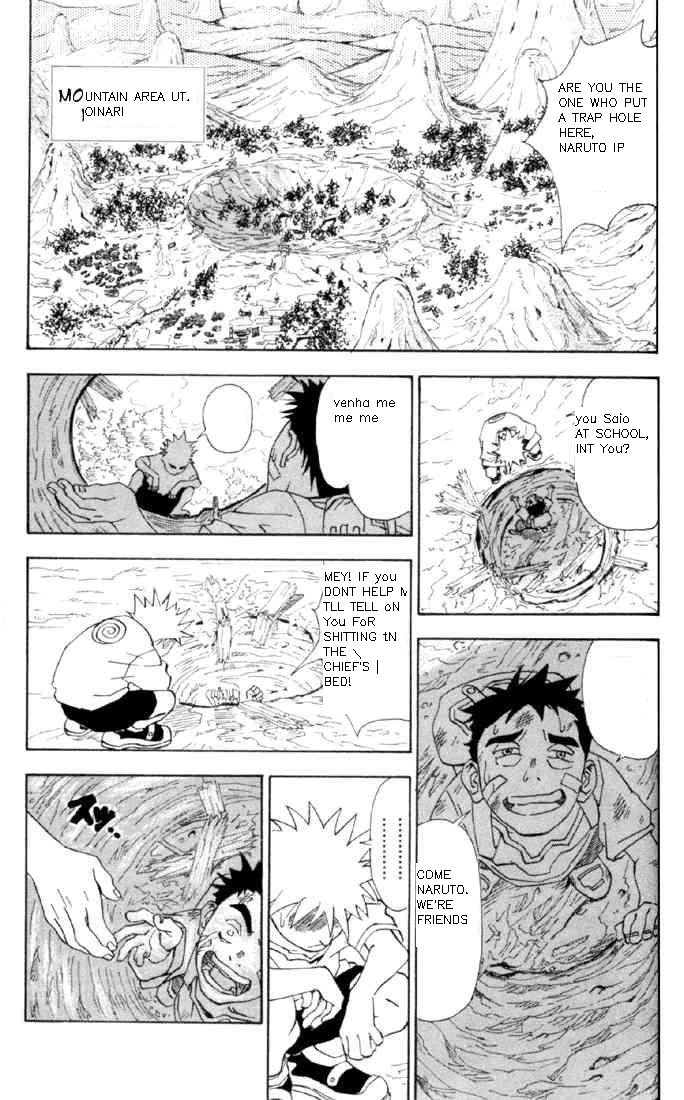 MOUNTAIN AREA UT.
JOINARI
ARE YOU THE
ONE WHO PUT
A TRAP HOLE
HERE,
NARUTO IP
venha me
me me
you Saio
AT SCHOOL,
INT You?
MEY! IF you
DONT HELP M
TLL TELL oN
You FoR
SHITTING tN
THE \
CHIEF'S |
BED!
COME
NARUTO.
WE'RE
FRIENDS
.........
.........
スッ..